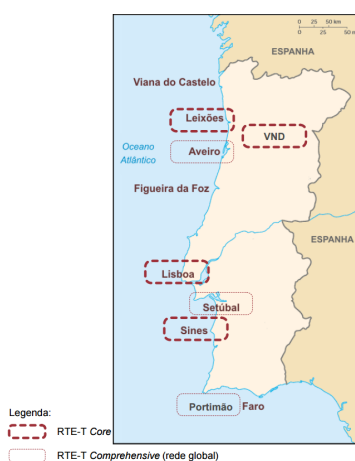 0 25 50 km
0 25 50 m
ESPANHA
Viana do Castelo
Leixões
VND
Oceano
Atlântico
Aveiro
Figueira da Foz
ESPANHA
Lisboa
Setúbal
Sines
Portimão
Faro
Legenda:
RTE-T Core
RTE-T Comprehensive (rede global)